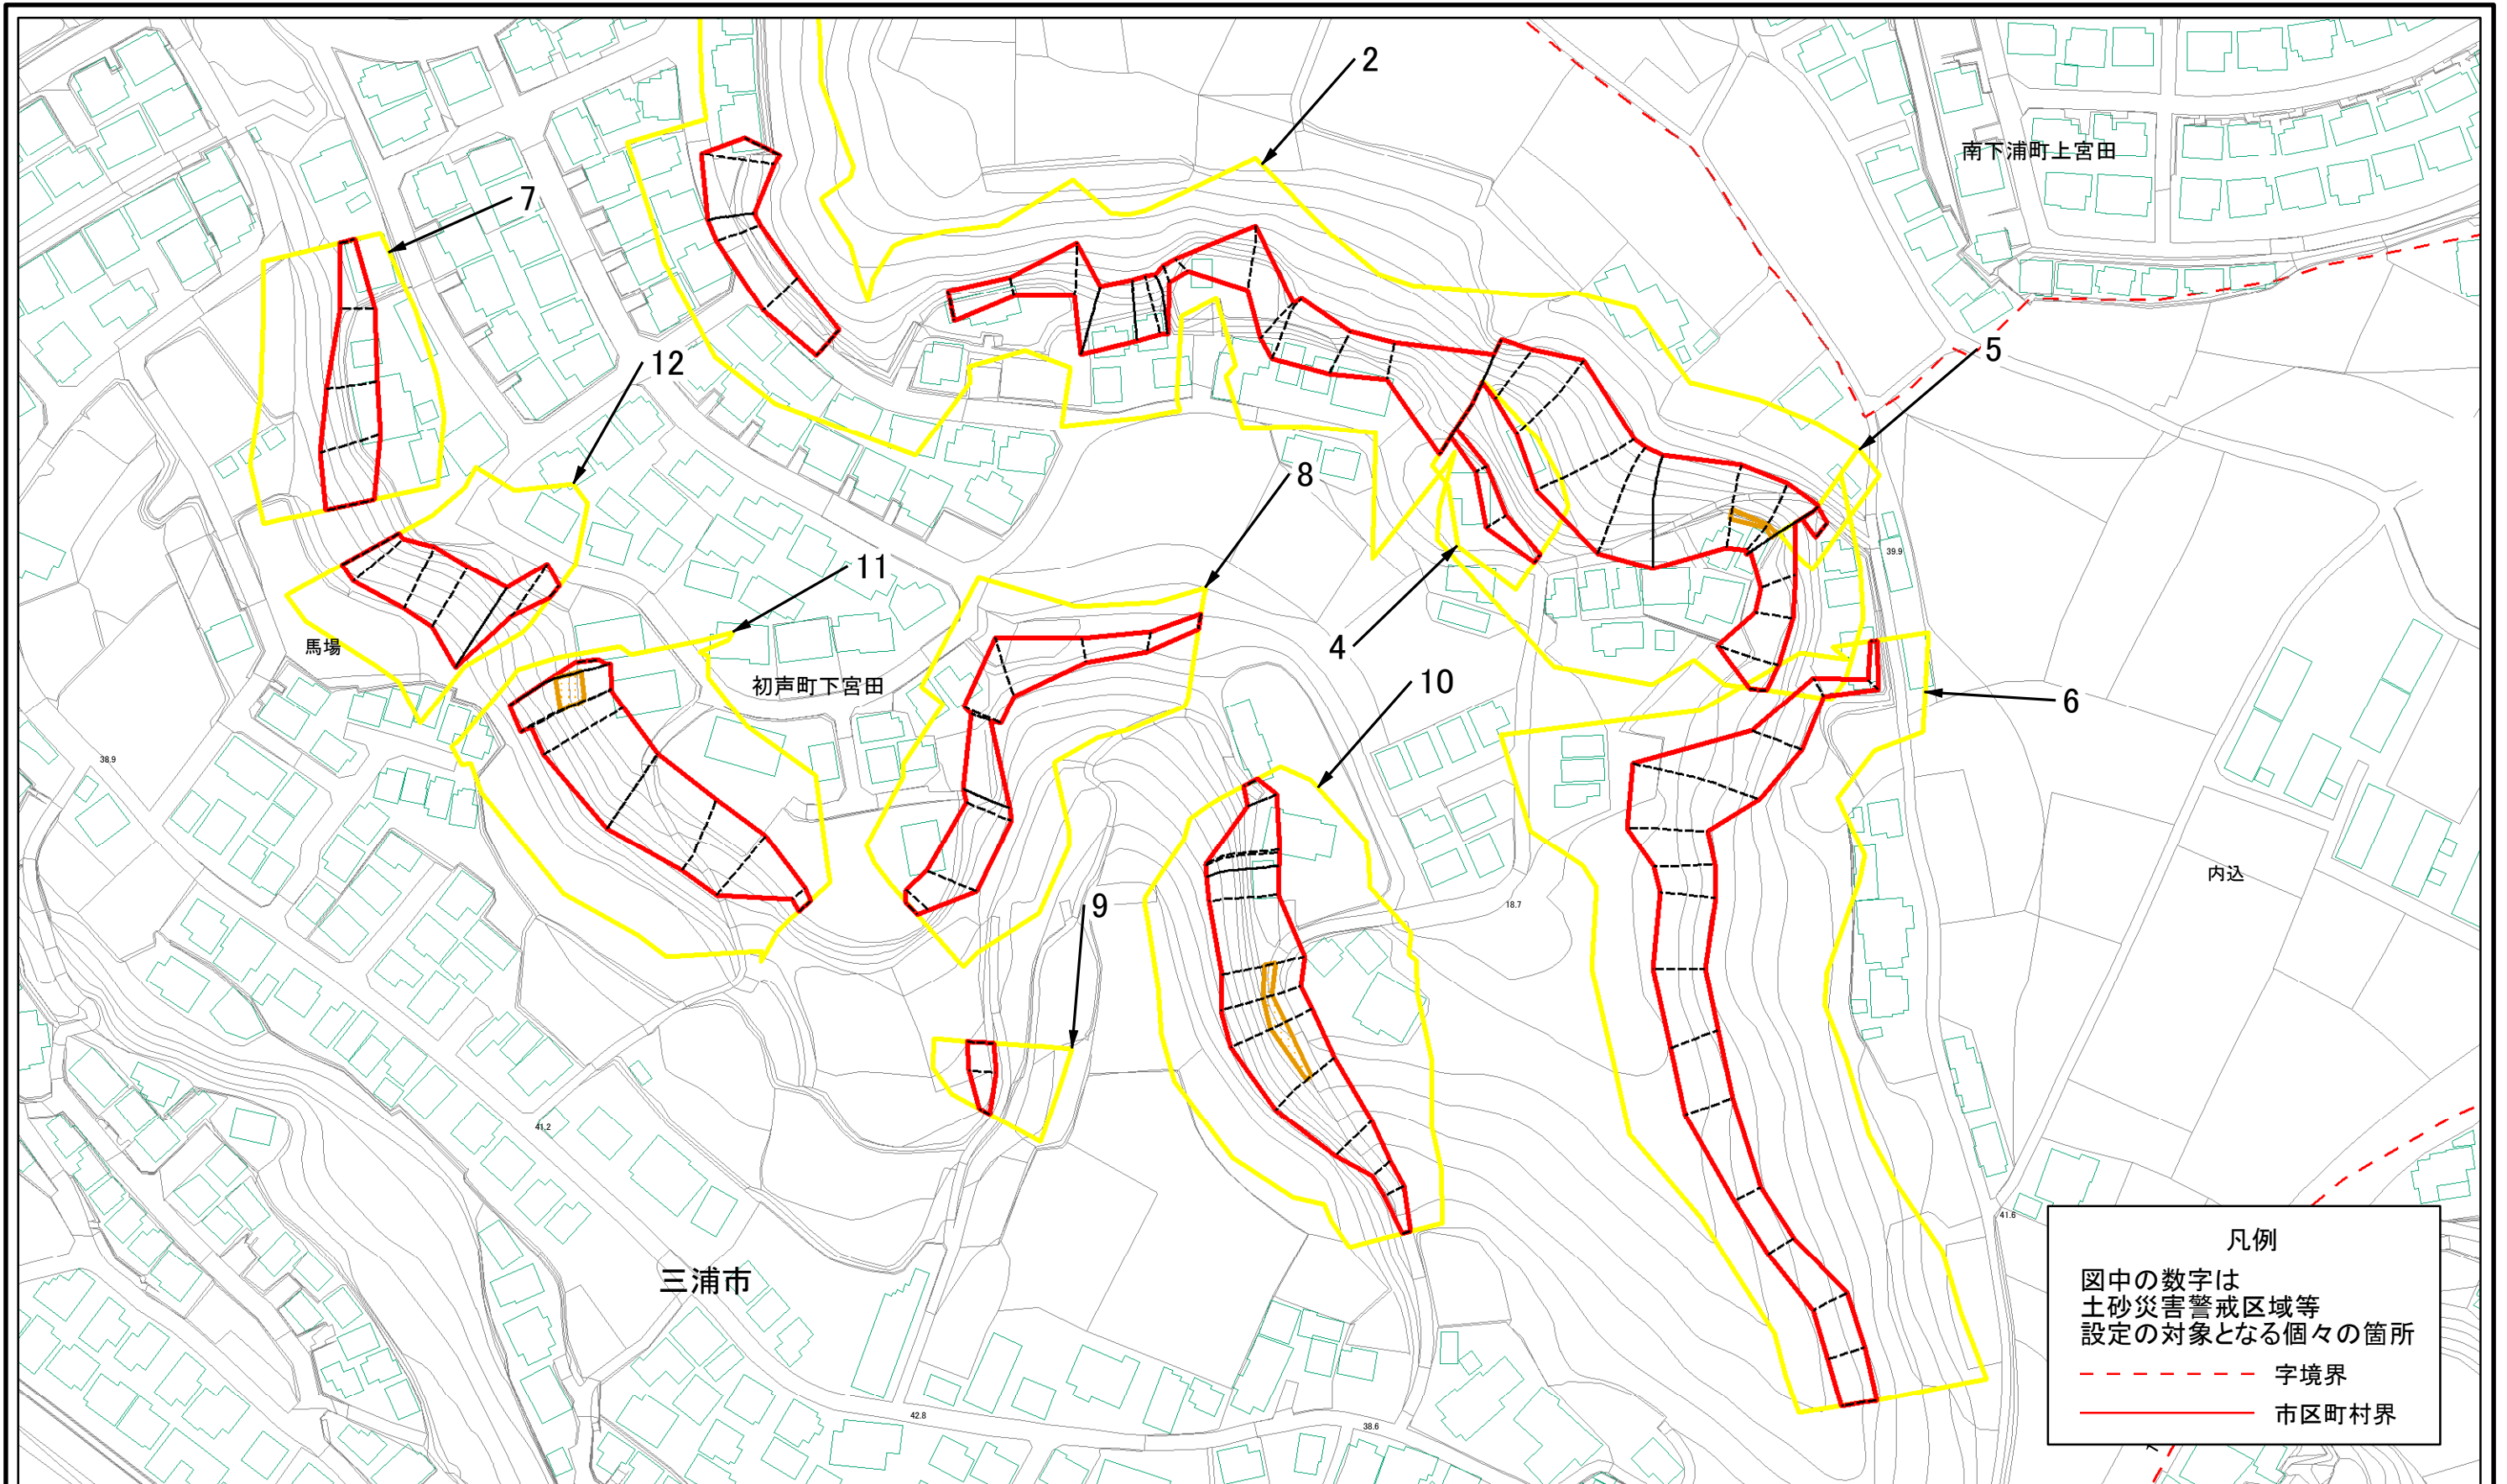 2
南下浦町上宮田
7
5
12
8
39.9
11
4
馬場
初声町下宮田
10
6
38.9
内込
9
18.7
41.2
41.6
三浦市
42.8
38.6
凡例
図中の数字は
土砂災害警戒区域等
設定の対象となる個々の箇所
字境界
市区町村界